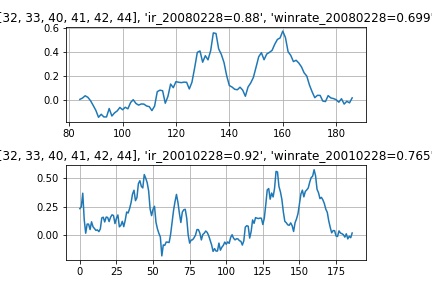 [32, 33, 40, 41, 42, 44], 'ir_20080228=0.88', 'winrate_20080228=0.699'
0.6
0.4
0.2
0.0
80 100 120 140 160 180
[32, 33, 40, 41, 42, 44], 'ir_20010228=0.92', 'winrate_20010228=0.765'
0.50
0.25
0.00
0 25 50 75 100 125 150 175